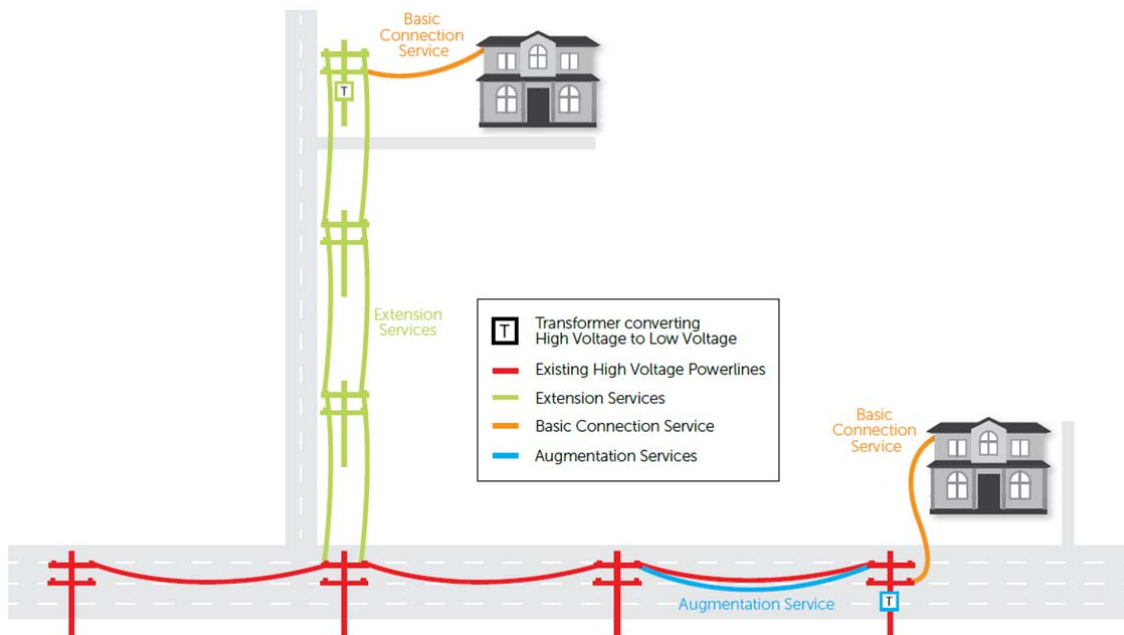 Basic
Connection
Service
T
Extension
Services
T
Transformer converting
High Voltage to Low Voltage
Existing High Voltage Powerlines
Extension Services
Basic Connection Service
Augmentation Services
Basic
Connection
Service
Augmentation Service
T